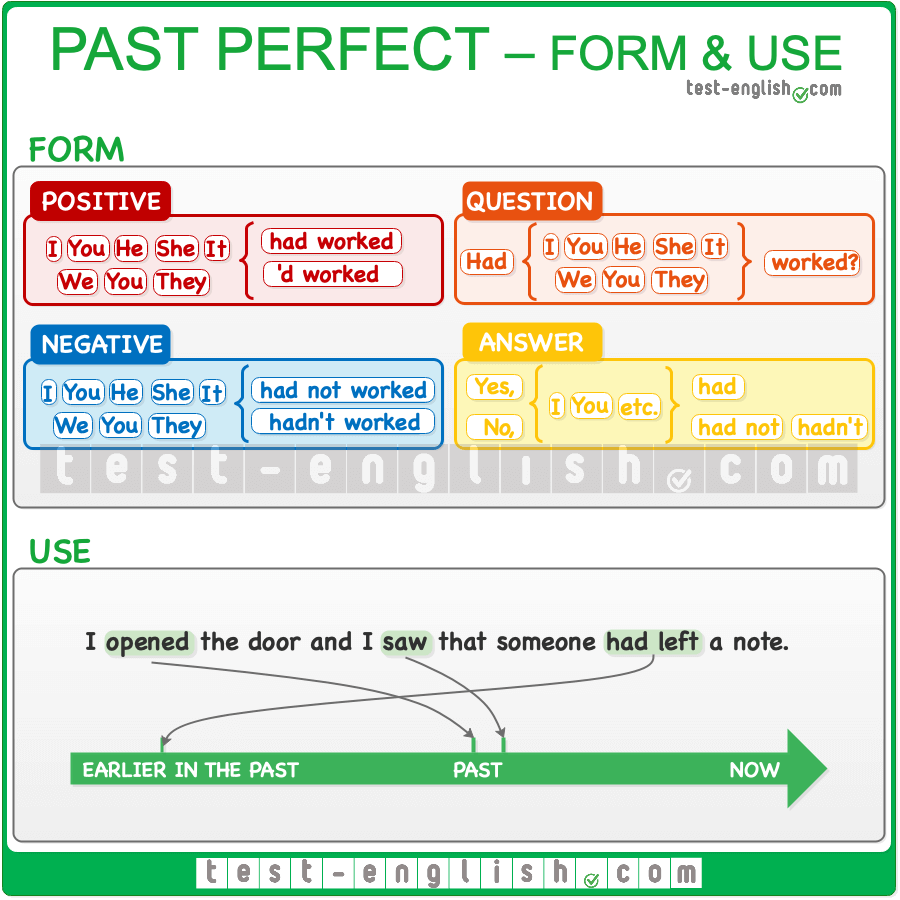 PAST PERFECT – FORM & USE
test-english.com
FORM
POSITIVE
I You He She It
We You They
had worked
'd worked
QUESTION
Had
I You He She It
We You They
worked?
NEGATIVE
I You He She It
We You They
had not worked
hadn't worked
ANSWER
Yes,
No,
I You etc.
had
had not hadn't
test-english.com
USE
I opened the door and I saw that someone had left a note.
EARLIER IN THE PAST PAST NOW
test-english.com